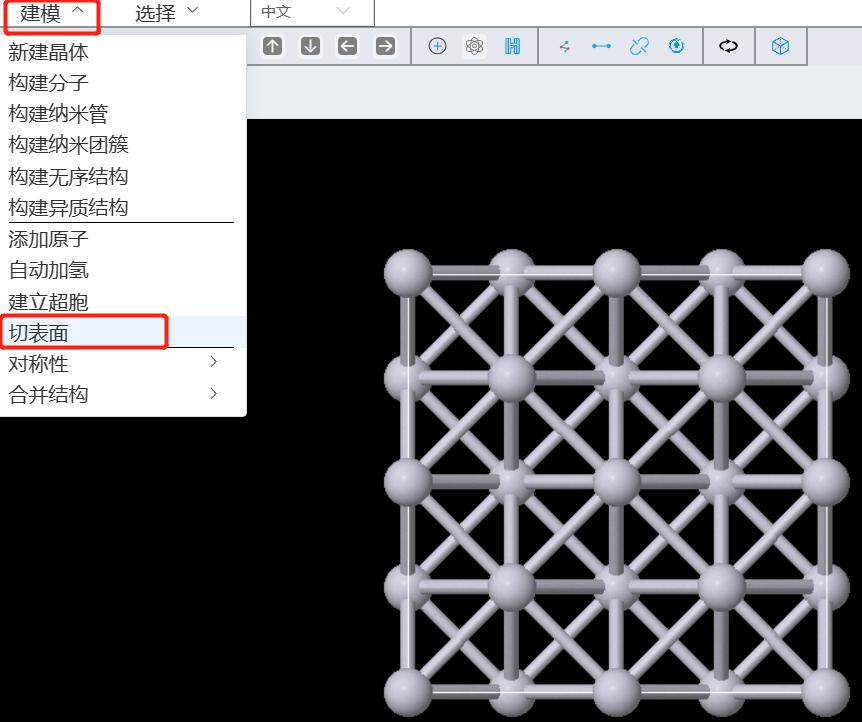 建模 选择 中文
新建晶体
构建分子
构建纳米管
构建纳米团簇
构建无序结构
构建异质结构
添加原子
自动加氢
建立超胞
切表面
对称性
合并结构